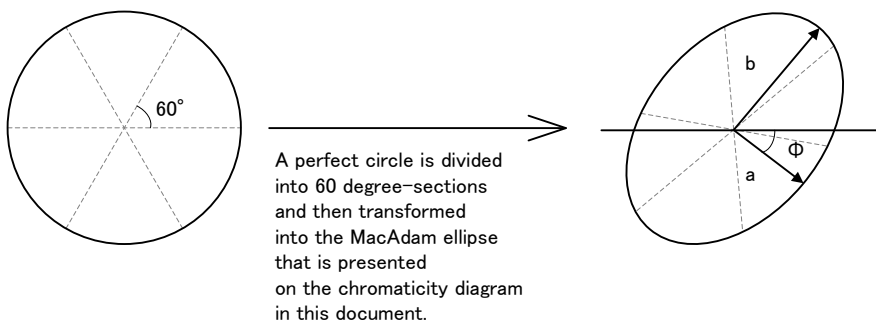 60°
A perfect circle is divided
into 60 degree-sections
and then transformed
into the MacAdam ellipse
that is presented
on the chromaticity diagram
in this document.
b
Φ
a